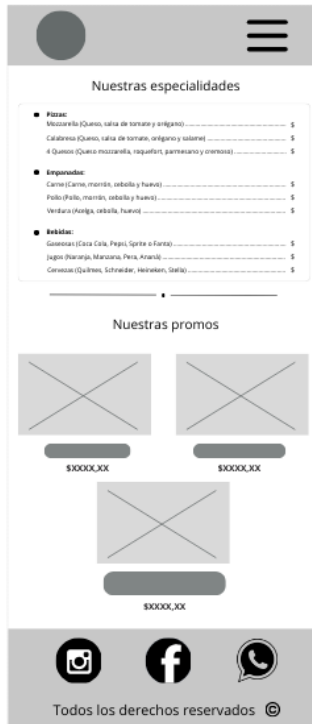 Nuestras especialidades
Pizzas:
Mozzarella (Queso, salsa de tomate y orégano) ........ $
Calabresa (Queso, salsa de tomate, orégano y salame) ........ $
4 Quesos (Queso mozzarella, roquefort, parmesano y cremoso) ........ $
Empanadas:
Carne (Carne, morrón, cebolla y huevo) ........ $
Pollo (Pollo, morrón, cebolla y huevo) ........ $
Verdura (Acelga, cebolla, huevo) ........ $
Bebidas:
Gaseosas (Coca Cola, Pepsi, Sprite o Fanta) ........ $
Jugos (Naranja, Manzana, Pera, Ananá) ........ $
Cervezas (Quilmes, Schneider, Heineken, Stella) ........ $
Nuestras promos
$XXXX,XX $XXXX,XX
$XXXX,XX
Todos los derechos reservados ©